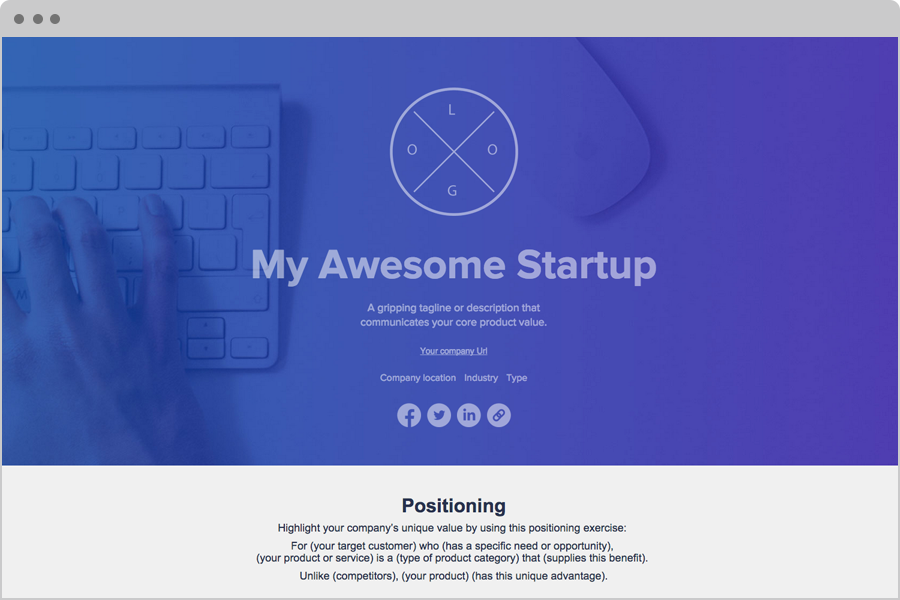 L
O O
G
My Awesome Startup
A gripping tagline or description that
communicates your core product value.
Your company Url
Company location Industry Type
f in
Positioning
Highlight your company's unique value by using this positioning exercise:
For (your target customer) who (has a specific need or opportunity),
(your product or service) is a (type of product category) that (supplies this benefit).
Unlike (competitors), (your product) (has this unique advantage).